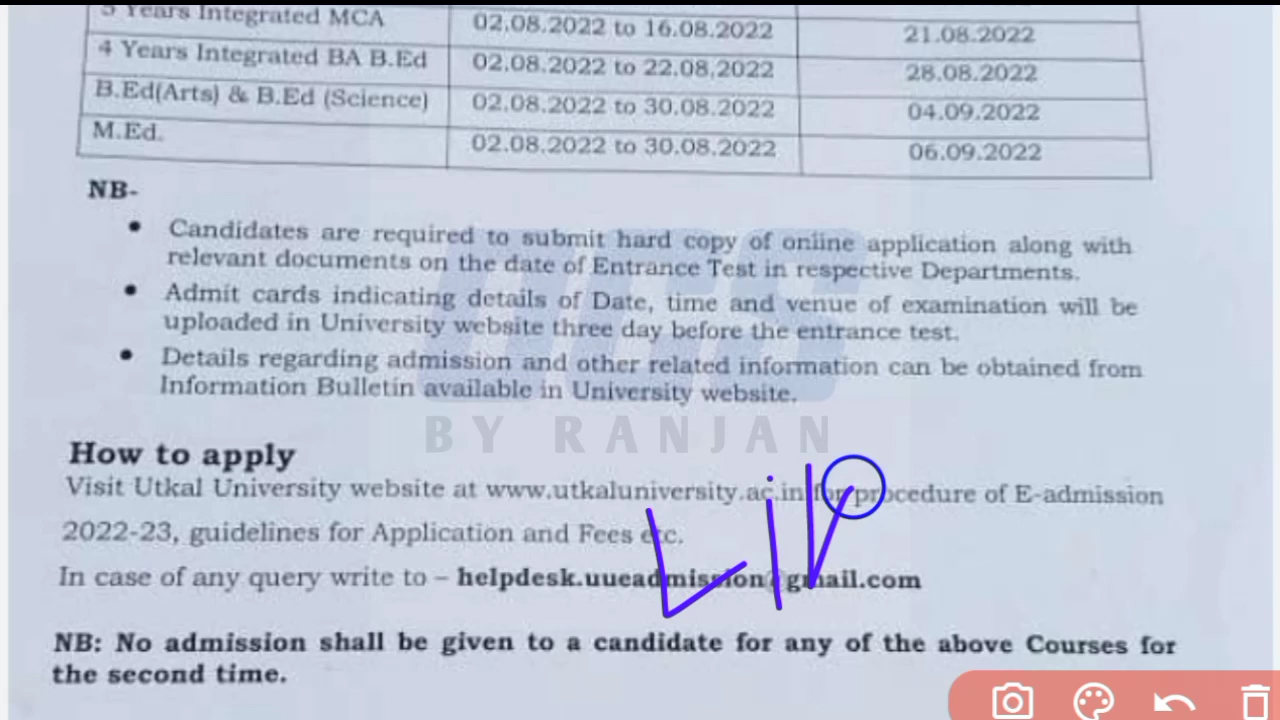 5 Years Integrated MCA 02.08.2022 to 16.08.2022 21.08.2022
4 Years Integrated BA B.Ed 02.08.2022 to 22.08.2022 28.08.2022
B.Ed(Arts) & B.Ed (Science) 02.08.2022 to 30.08.2022 04.09.2022
M.Ed. 02.08.2022 to 30.08.2022 06.09.2022
NB-
• Candidates are required to submit hard copy of online application along with
relevant documents on the date of Entrance Test in respective Departments.
• Admit cards indicating details of Date, time and venue of examination will be
uploaded in University website three day before the entrance test.
• Details regarding admission and other related information can be obtained from
Information Bulletin available in University website.
BY RANJAN
How to apply
Visit Utkal University website at www.utkaluniversity.ac.in for procedure of E-admission
2022-23, guidelines for Application and Fees etc.
In case of any query write to – helpdesk.uueadmission@gmail.com
NB: No admission shall be given to a candidate for any of the above Courses for
the second time.